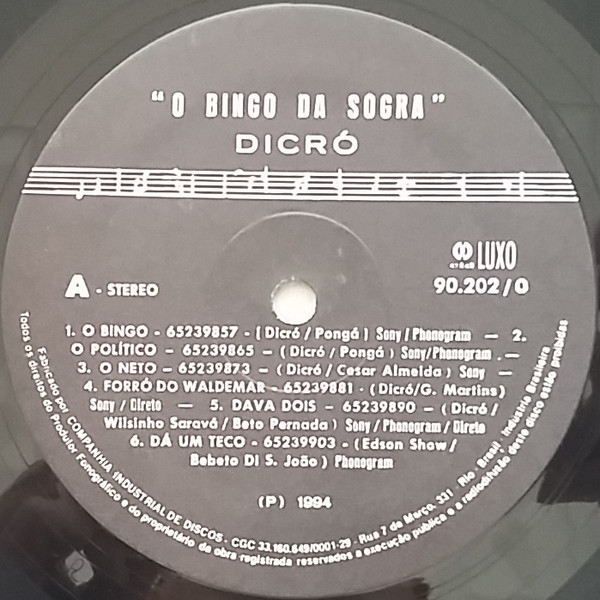 "O BINGO DA SOGRA"
DICRÓ
LUXO
A - STEREO
90.202/0
1. O BINGO - 65239857 - (Dicró / Pongá) Sony / Phonogram — 2.
O POLÍTICO - 65239865 - (Dicró / Pongá) Sony/Phonogram . —
3. O NETO - 65239873 - (Dicró / Cesar Almeida) Sony —
4. FORRÓ DO WALDEMAR - 65239881 - (Dicró/G. Martins)
Sony / Direto — 5. DAVA DOIS - 65239890 - (Dicró /
Wilsinho Saravá / Beto Pernada) Sony / Phonogram / Direto
6. DÁ UM TECO - 65239903 - (Edson Show /
Bebeto Di S. João) Phonogram
(P) 1994
Fabricado por COMPANHIA INDUSTRIAL DE DISCOS - CGC 33.160.649/0001-29 - Rua 7 de Março, 331 - Rio - Brasil - Indústria Brasileira
Todos os direitos do Produtor Fonográfico e do proprietário da obra registrada reservados a execução pública e a radiodifusão deste disco estão proibidas